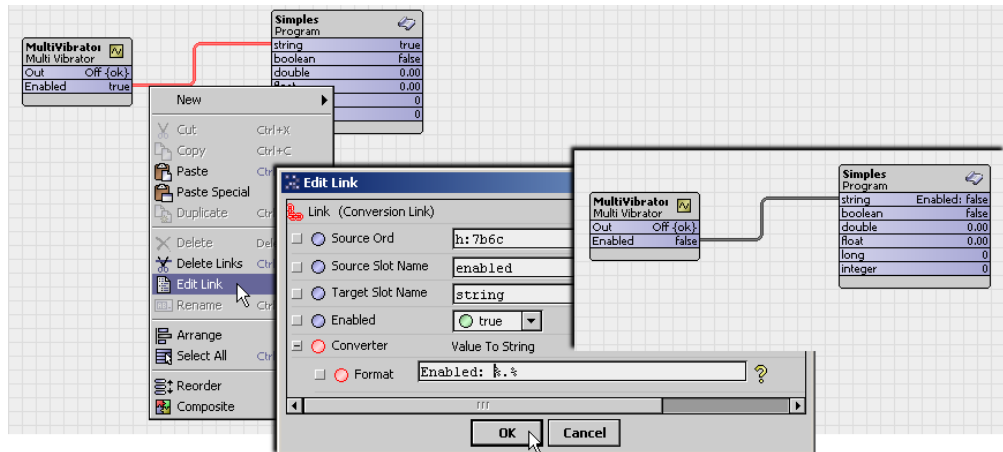 Simples
Program
string true
boolean false
double 0.00
0.00
0
0
MultiVibrator
Multi Vibrator
Out Off {ok}
Enabled true
New
Cut Ctrl+X
Copy Ctrl+C
Paste
Paste Special
Duplicate
Delete
Delete Links
Edit Link
Rename
Arrange
Select All
Reorder
Composite
Edit Link
Link (Conversion Link)
Source Ord h:7b6c
Source Slot Name enabled
Target Slot Name string
Enabled true
Converter Value To String
Format Enabled: %.%
OK Cancel
MultiVibrator
Multi Vibrator
Out Off {ok}
Enabled false
Simples
Program
string Enabled: false
boolean false
double 0.00
float 0.00
long 0
integer 0